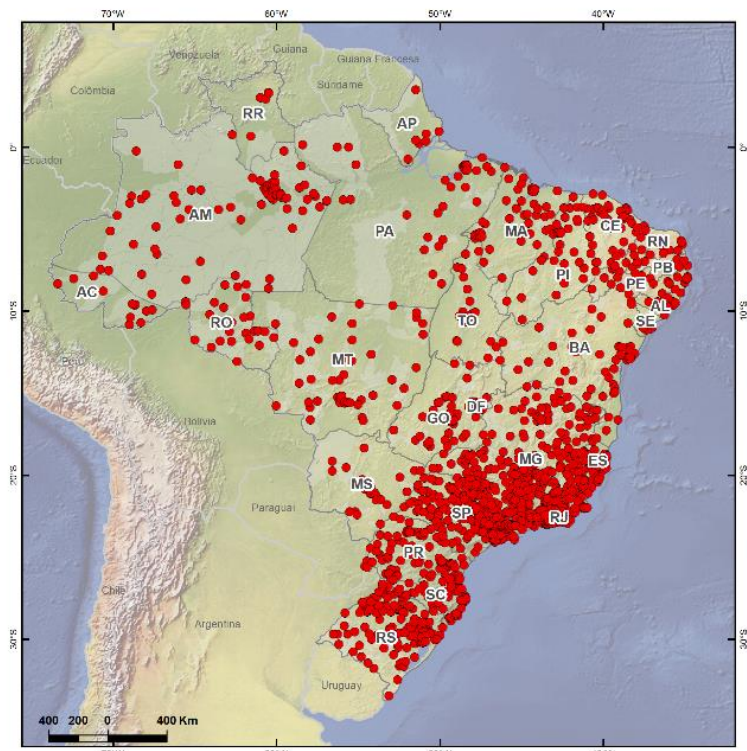 70°W 60°W 50°W 40°W
Venezuela
Guiana
Guiana Francesa
Suriname
Colômbia
RR
AP
0°
0°
Ecuador
AM
PA
MA
CE
RN
PB
PI
PE
AC
AL
10°S
10°S
RO
TO
SE
BA
MT
Peru
DF
GO
Bolivia
MG
ES
20°S
20°S
MS
SP
RJ
Paraguai
PR
Chile
SC
Argentina
RS
30°S
30°S
Uruguay
400 200 0 400 Km